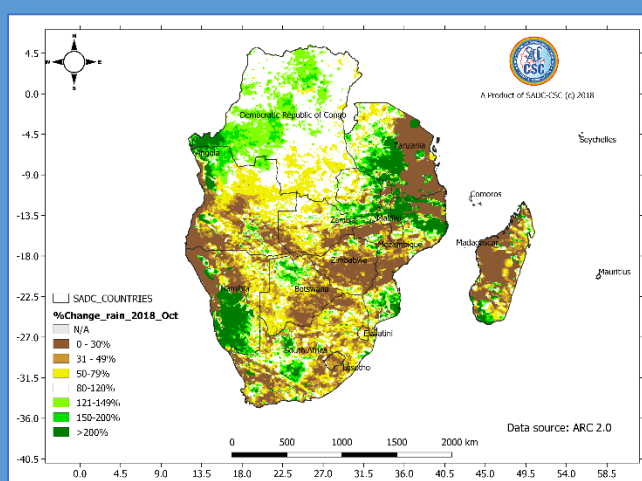 N
W
E
S
CSC
A Product of SADC-CSC (c) 2018
4.5
0.0
-4.5
-9.0
-13.5
-18.0
-22.5
-27.0
-31.5
-36.0
-40.5
Democratic Republic of Congo
Angola
Tanzania
Seychelles
Comoros
Zambia
Malawi
Mozambique
Madagascar
Mauritius
Zimbabwe
Namibia
Botswana
Eswatini
South Africa
Lesotho
SADC_COUNTRIES
%Change_rain_2018_Oct
N/A
0 - 30%
31 - 49%
50-79%
80-120%
121-149%
150-200%
>200%
Data source: ARC 2.0
0 500 1000 1500 2000 km
0.0 4.5 9.0 13.5 18.0 22.5 27.0 31.5 36.0 40.5 45.0 49.5 54.0 58.5